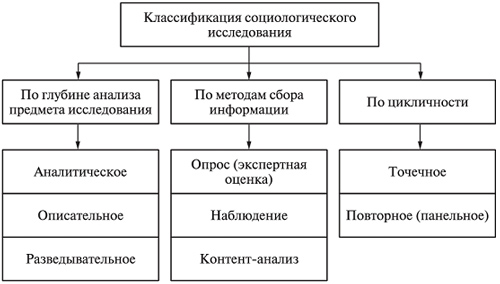 Классификация социологического
исследования
По глубине анализа
предмета исследования
По методам сбора
информации
По цикличности
Аналитическое
Описательное
Разведывательное
Опрос (экспертная
оценка)
Наблюдение
Контент-анализ
Точечное
Повторное (панельное)